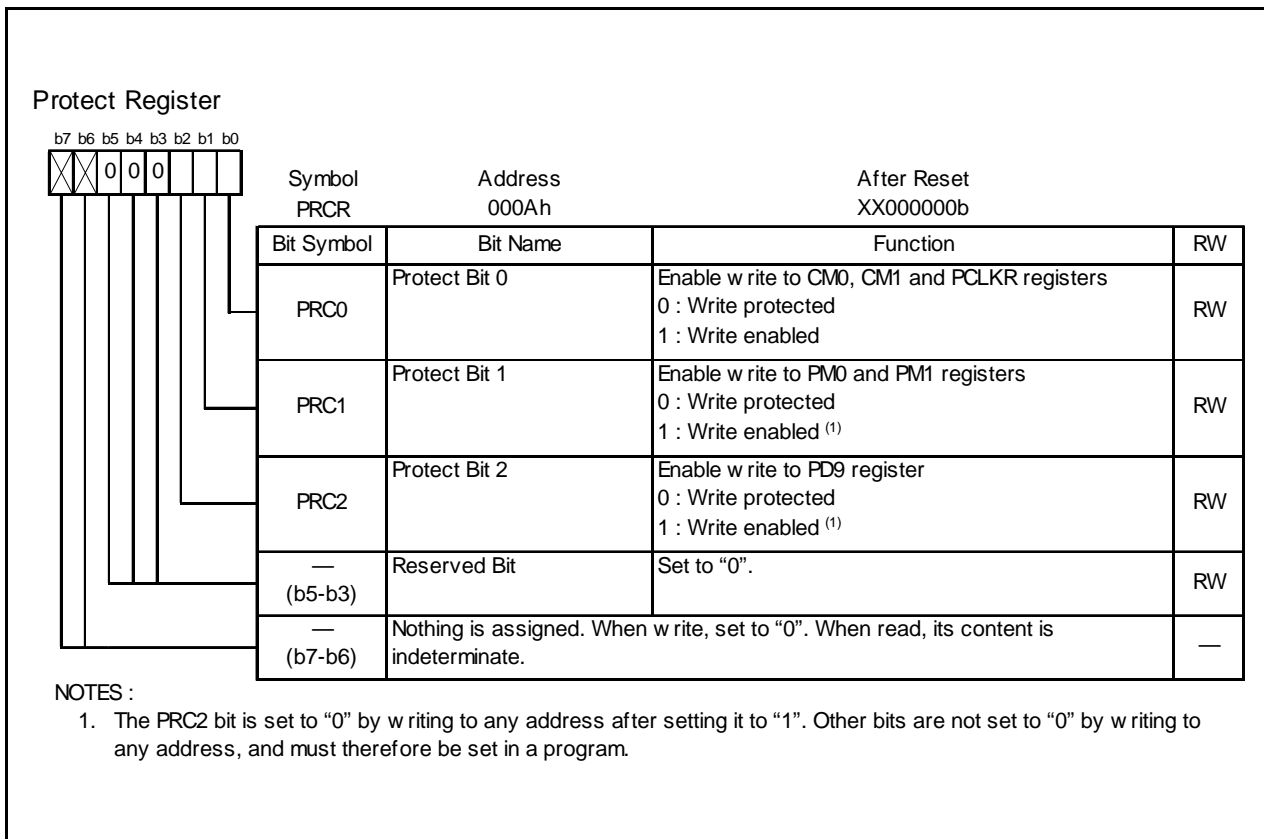 Protect Register
b7 b6 b5 b4 b3 b2 b1 b0
0 0 0
Symbol Address After Reset
PRCR 000Ah XX000000b
Bit Symbol Bit Name Function RW
PRC0 Protect Bit 0 Enable write to CM0, CM1 and PCLKR registers
0 : Write protected
1 : Write enabled
RW
PRC1 Protect Bit 1 Enable write to PM0 and PM1 registers
0 : Write protected
1 : Write enabled (1)
RW
PRC2 Protect Bit 2 Enable write to PD9 register
0 : Write protected
1 : Write enabled (1)
RW
—
(b5-b3)
Reserved Bit Set to “0”.
RW
—
(b7-b6)
Nothing is assigned. When write, set to “0”. When read, its content is
indeterminate.
—
NOTES :
1. The PRC2 bit is set to “0” by writing to any address after setting it to “1”. Other bits are not set to “0” by writing to
any address, and must therefore be set in a program.